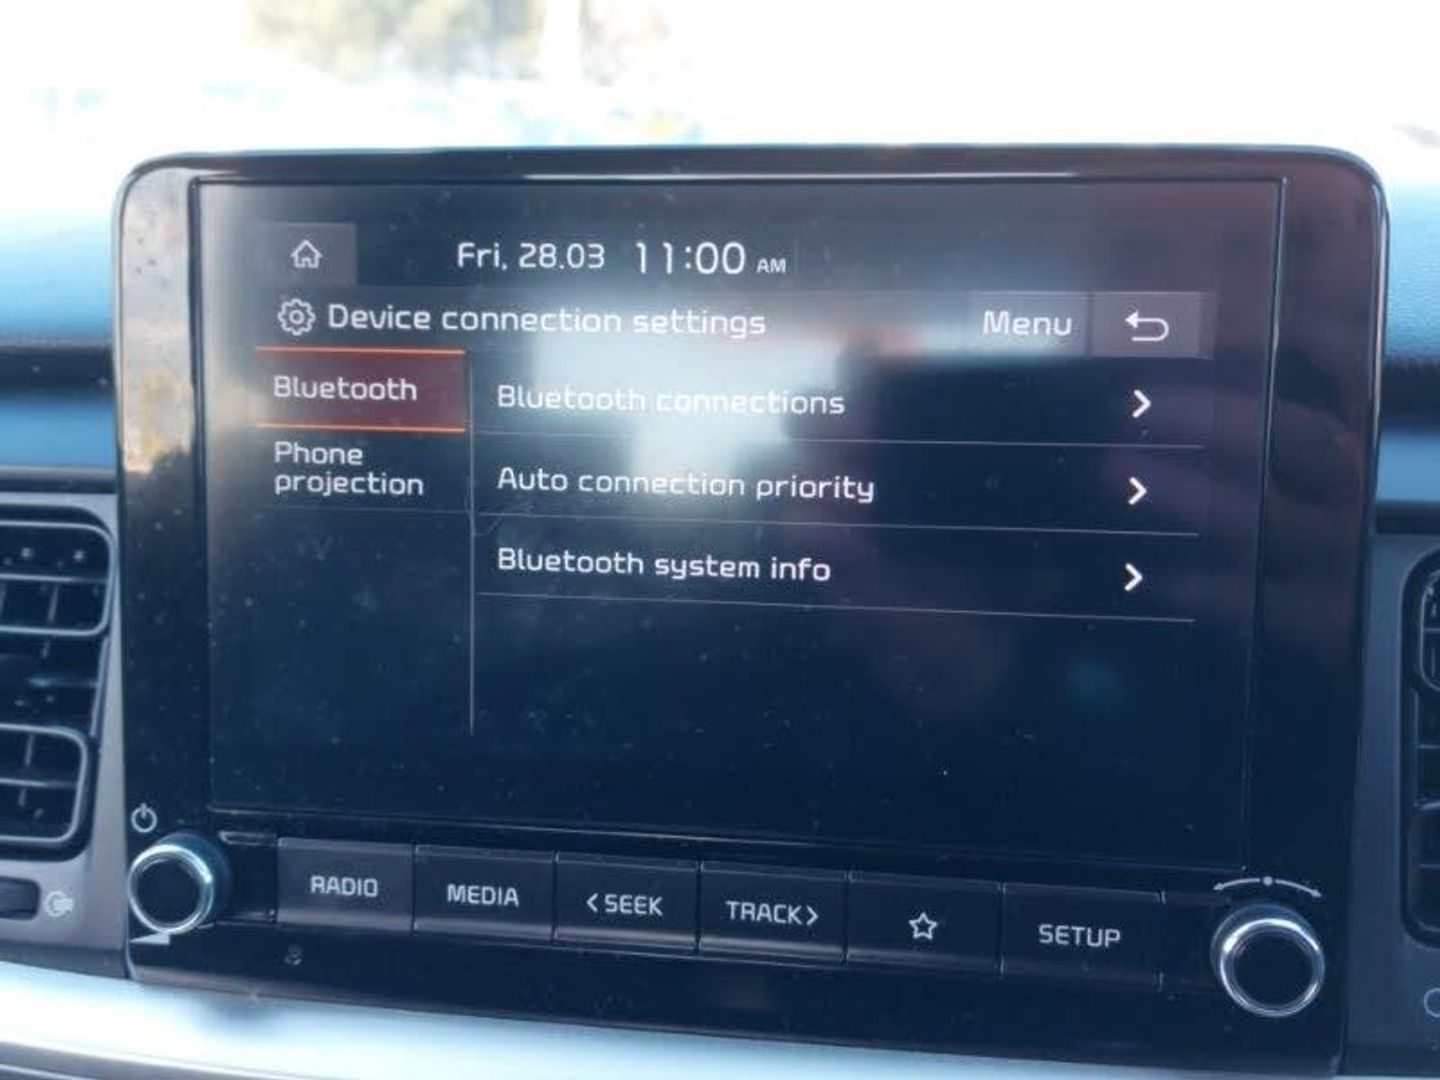 Fri, 28.03 11:00 AM
Device connection settings
Menu
Bluetooth
Phone
projection
Bluetooth connections
Auto connection priority
Bluetooth system info
RADIO
MEDIA
<SEEK
TRACK>
SETUP